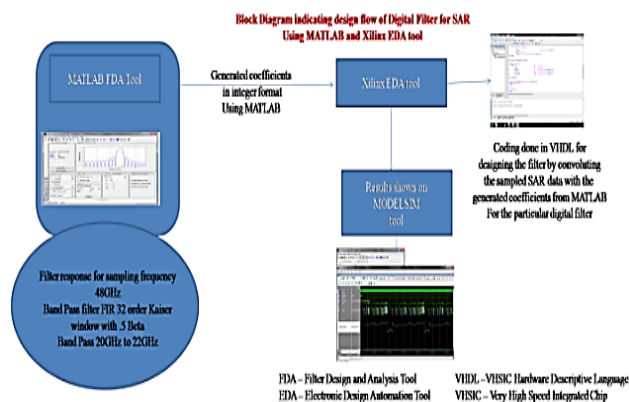 Block Diagram indicating design flow of Digital Filter for SAR
Using MATLAB and Xilinx EDA tool
MATLAB FDA Tool
Generated coefficients
in integer format
Using MATLAB
Xilinx EDA tool
Coding done in VHDL for
designing the filter by convoluting
the sampled SAR data with the
generated coefficients from MATLAB
For the particular digital filter
Results shown on
MODELSIM
tool
Filter response for sampling frequency
48GHz
Band Pass filter FIR 32 order Kaiser
window with .5 Beta
Band Pass 20GHz to 22GHz
FDA – Filter Design and Analysis Tool
EDA – Electronic Design Automation Tool
VHDL –VHSIC Hardware Descriptive Language
VHSIC – Very High Speed Integrated Chip